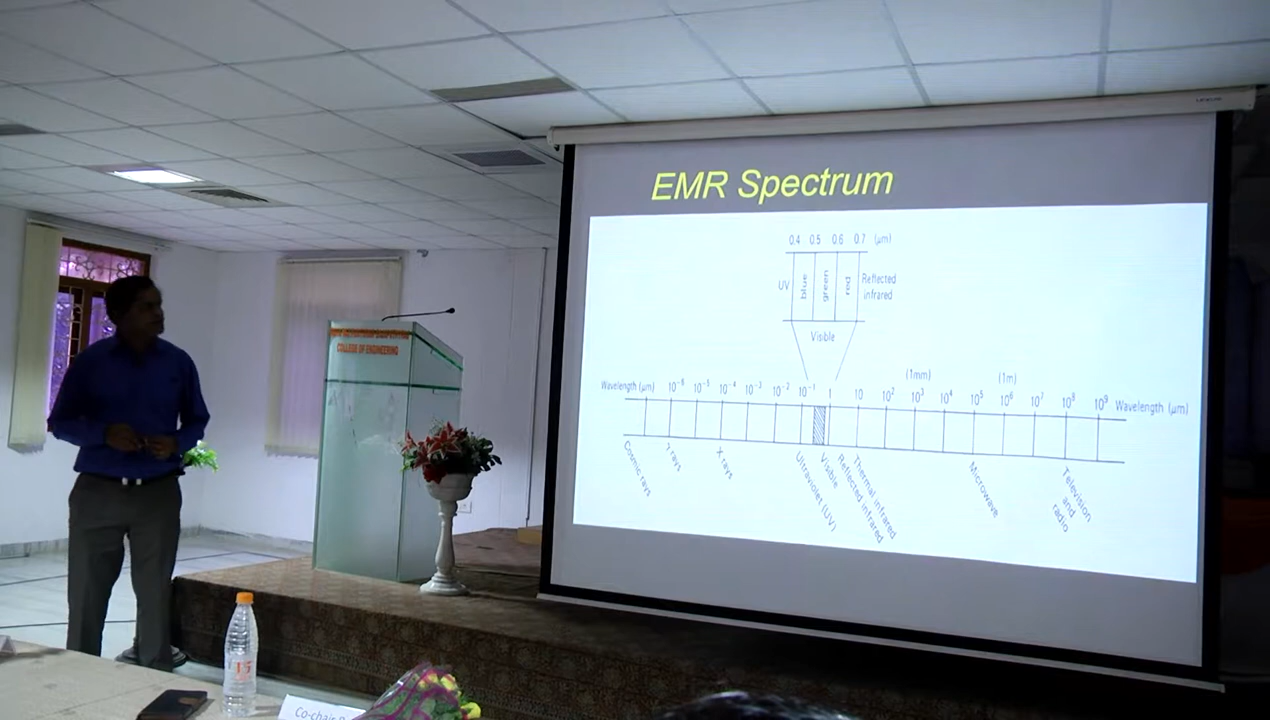 EMR Spectrum
0.4 0.5 0.6 0.7 (μm)
UV blue green red Reflected infrared
Visible
(1mm) (1m)
Wavelength (μm) 10⁻⁶ 10⁻⁵ 10⁻⁴ 10⁻³ 10⁻² 10⁻¹ 1 10 10² 10³ 10⁴ 10⁵ 10⁶ 10⁷ 10⁸ 10⁹ Wavelength (μm)
Cosmic rays
γ rays
X rays
Ultraviolet (UV)
Visible
Reflected infrared
Thermal infrared
Microwave
Television and radio
COLLEGE OF ENGINEERING
Co-chair